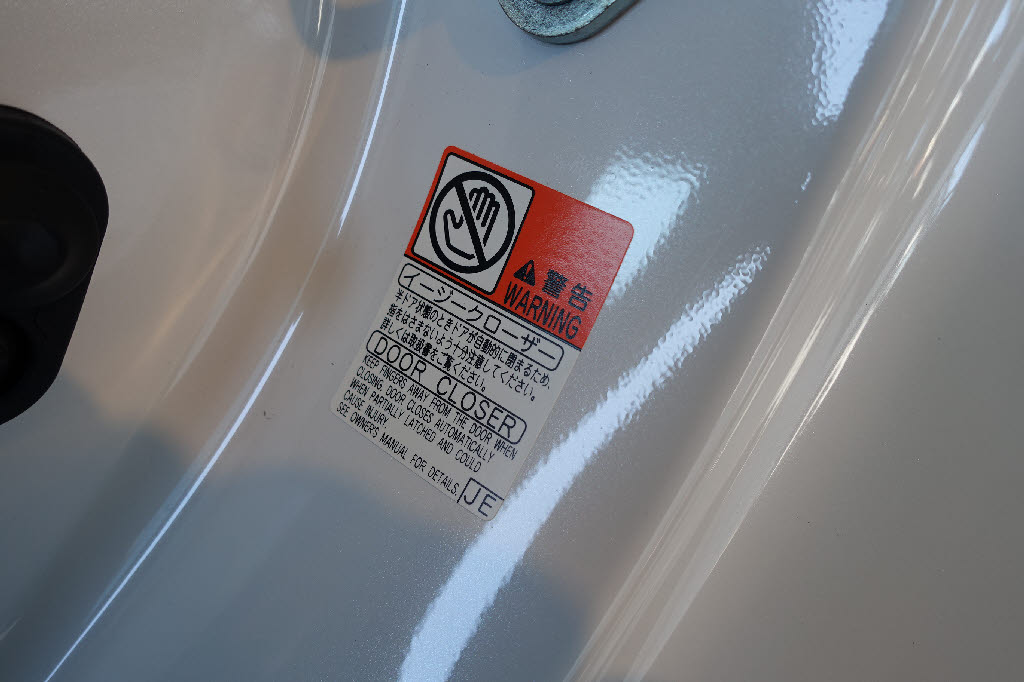 警告
WARNING
イージークローザー
半ドア状態のときドアが自動的に閉まるため、
指をはさまないよう十分注意してください。
詳しくは取扱書をご覧ください。
DOOR CLOSER
KEEP FINGERS AWAY FROM THE DOOR WHEN
CLOSING. DOOR CLOSES AUTOMATICALLY
WHEN PARTIALLY LATCHED AND COULD
CAUSE INJURY.
SEE OWNER'S MANUAL FOR DETAILS.
JE